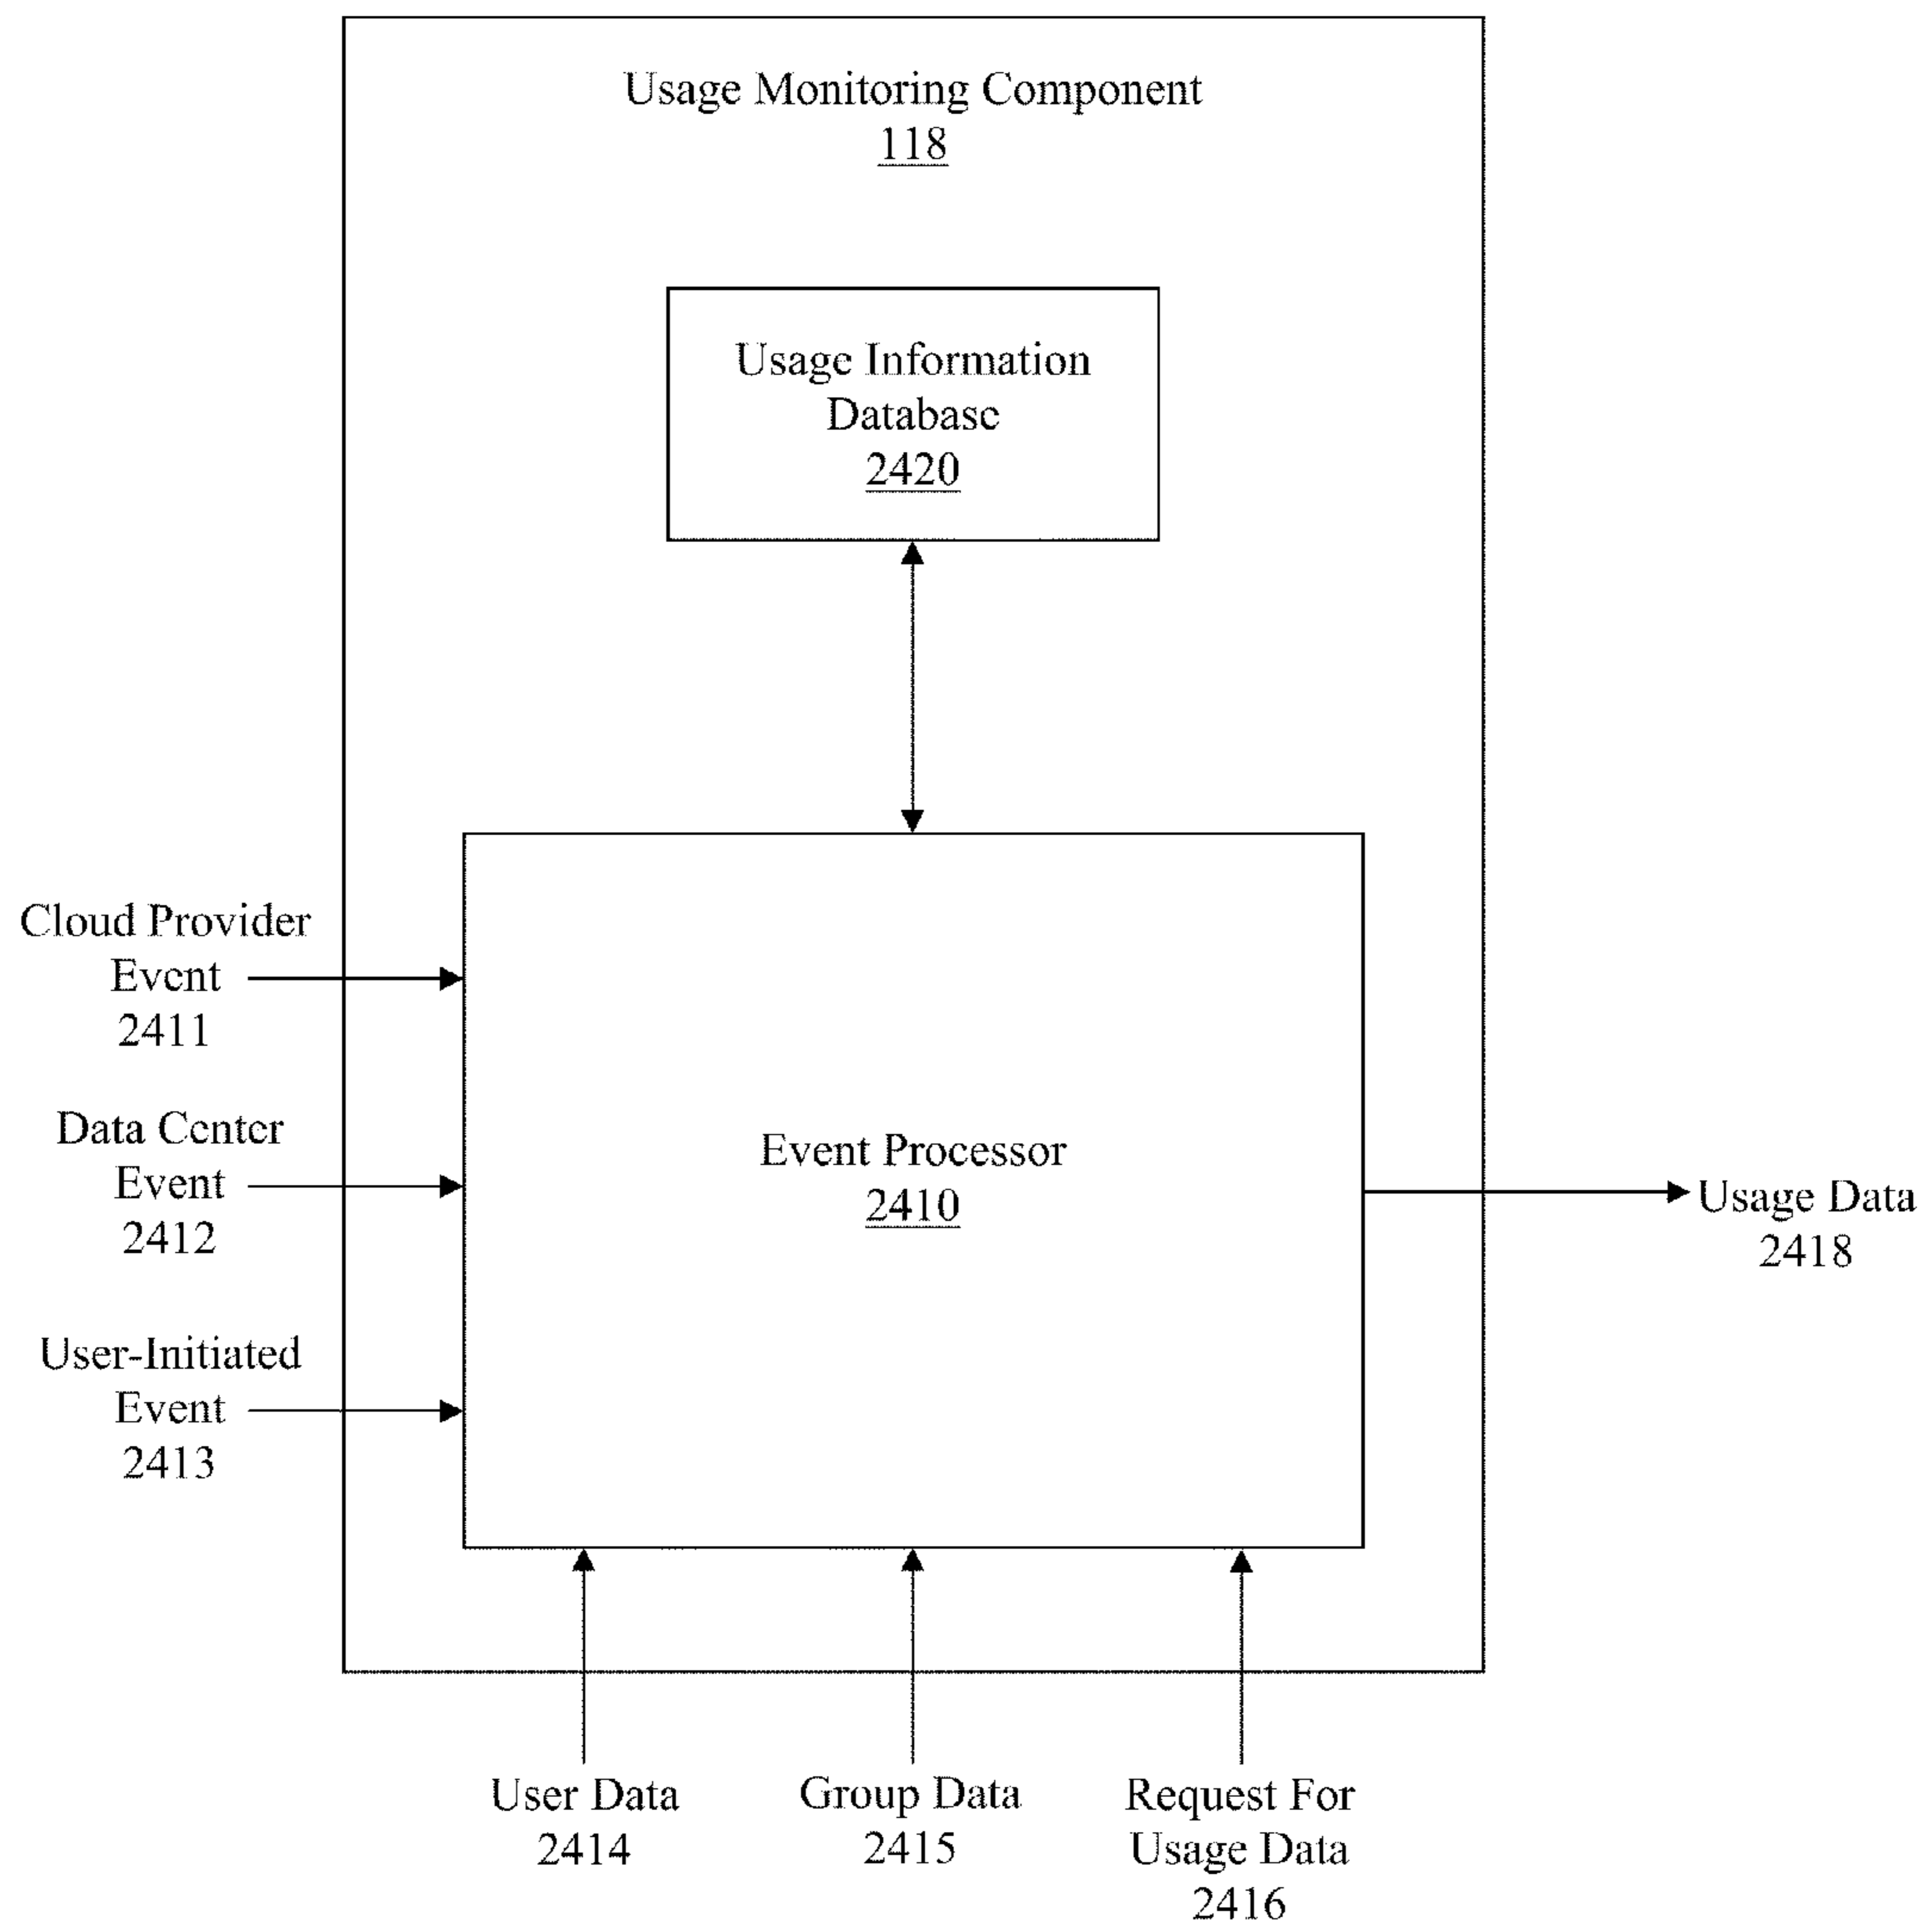 Usage Monitoring Component
118
Usage Information
Database
2420
Cloud Provider
Event
2411
Data Center
Event
2412
User-Initiated
Event
2413
Event Processor
2410
Usage Data
2418
User Data
2414
Group Data
2415
Request For
Usage Data
2416